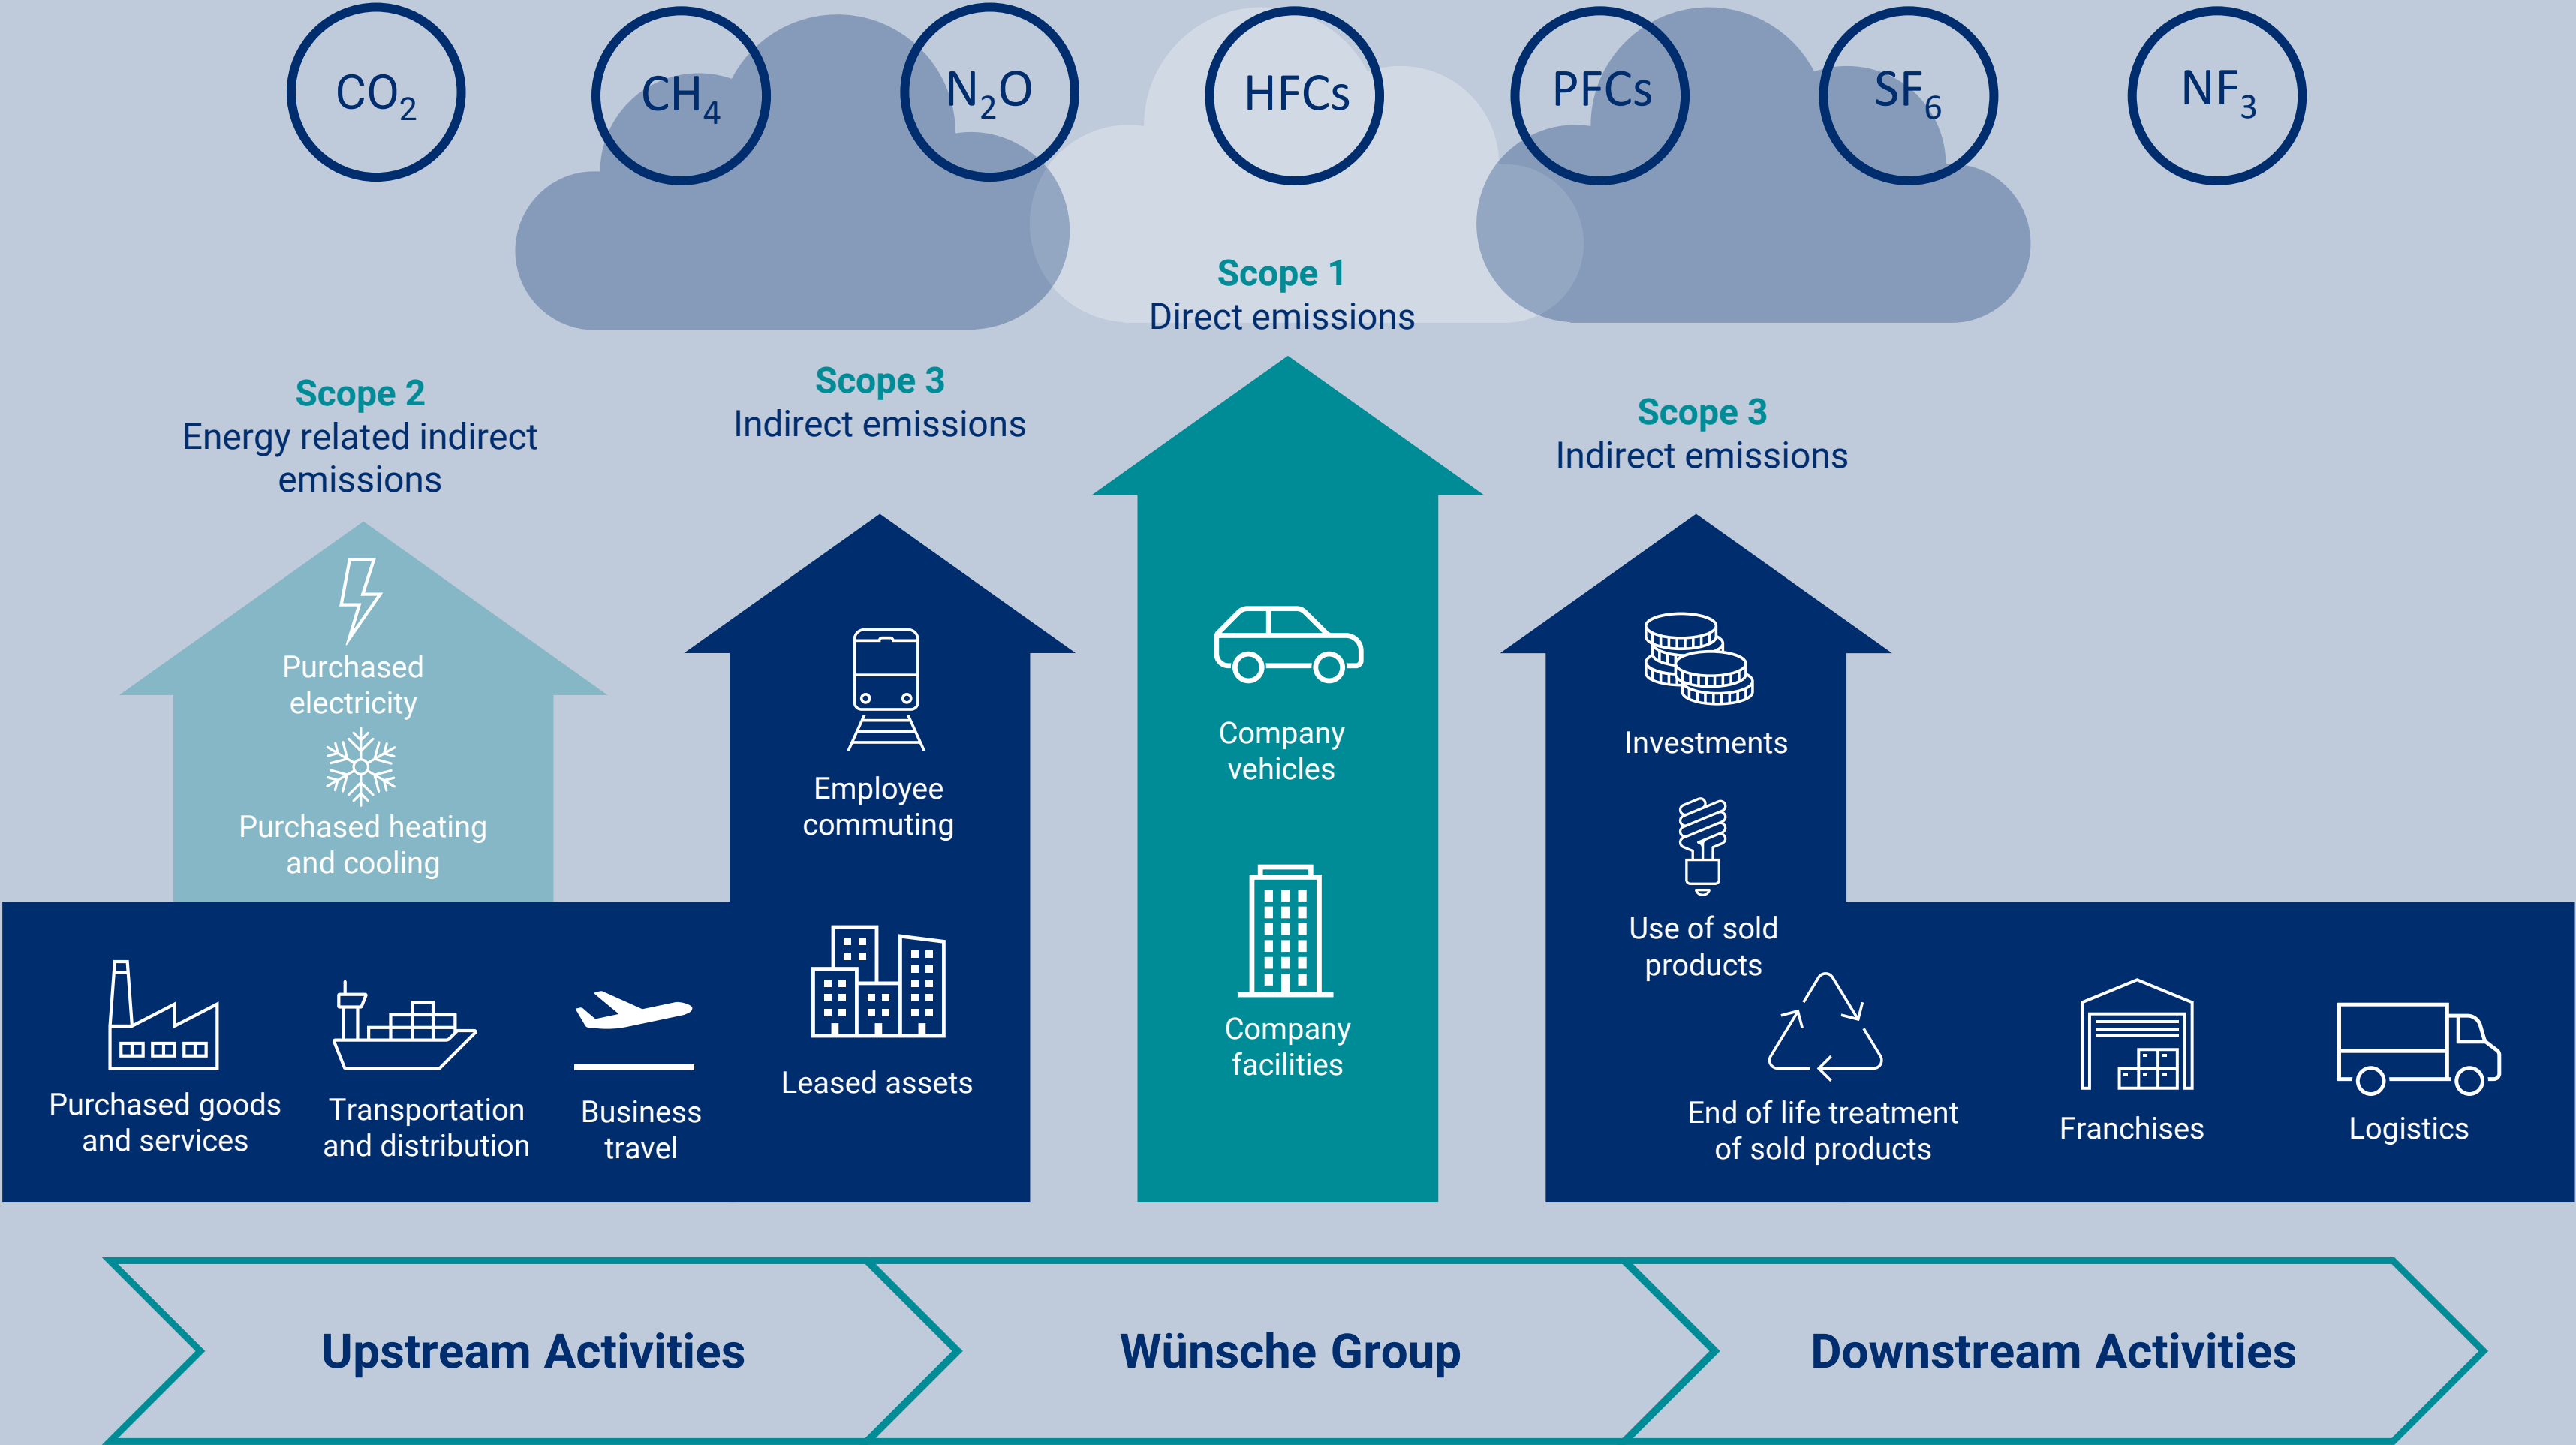 CO₂
CH₄
N₂O
HFCs
PFCs
SF₆
NF₃
Scope 1
Direct emissions
Scope 2
Energy related indirect
emissions
Scope 3
Indirect emissions
Scope 3
Indirect emissions
Purchased
electricity
Purchased heating
and cooling
Employee
commuting
Company
vehicles
Investments
Purchased goods
and services
Transportation
and distribution
Business
travel
Leased assets
Company
facilities
Use of sold
products
End of life treatment
of sold products
Franchises
Logistics
Upstream Activities
Wünsche Group
Downstream Activities